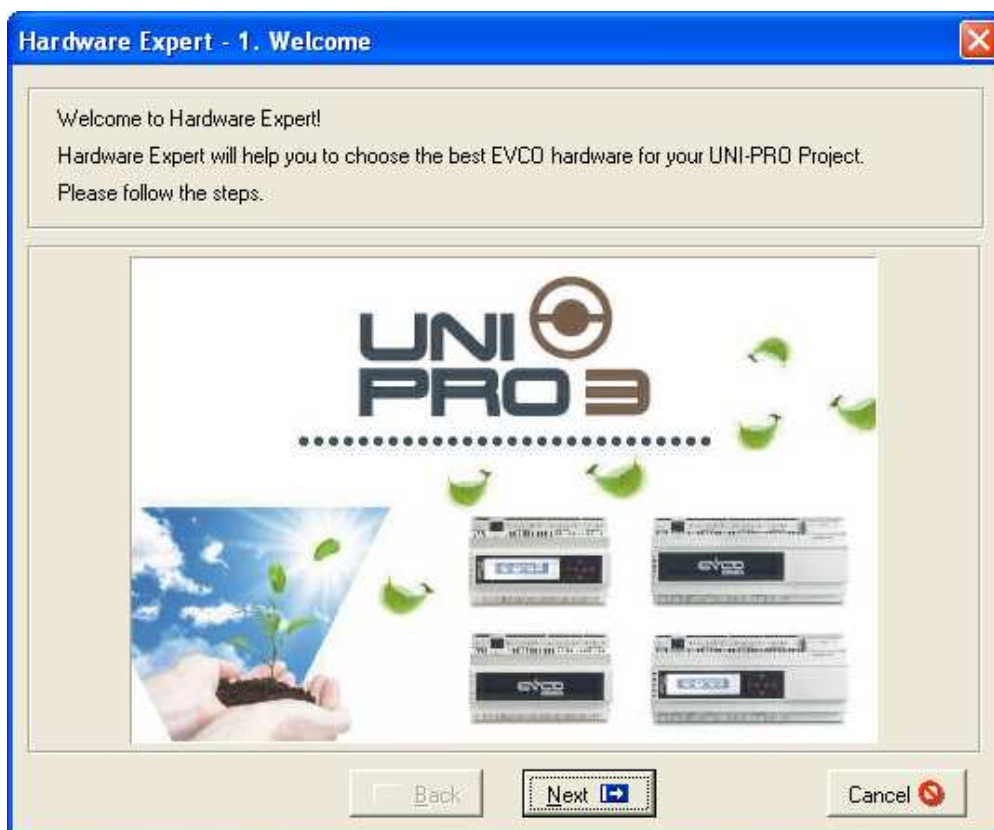 Hardware Expert - 1. Welcome
Welcome to Hardware Expert!
Hardware Expert will help you to choose the best EVCO hardware for your UNI-PRO Project.
Please follow the steps.
UNI
PRO 3
EVCO
EVCO
Back
Next
Cancel